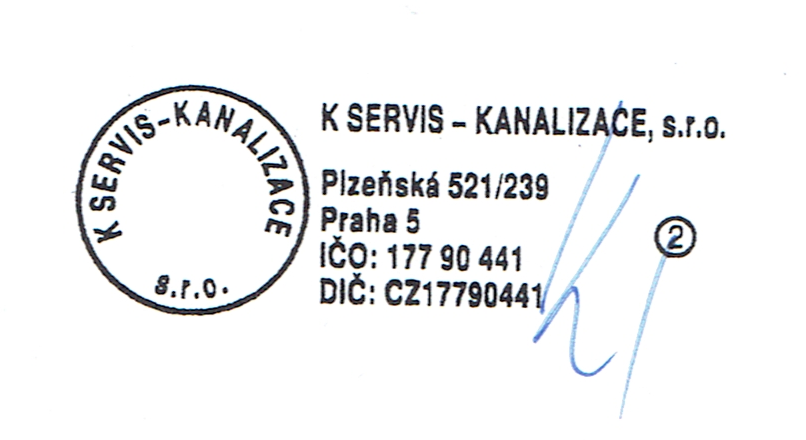 K SERVIS-KANALIZACE
s.r.o.
K SERVIS – KANALIZACE, s.r.o.
Plzeňská 521/239
Praha 5
IČO: 177 90 441
DIČ: CZ17790441
2